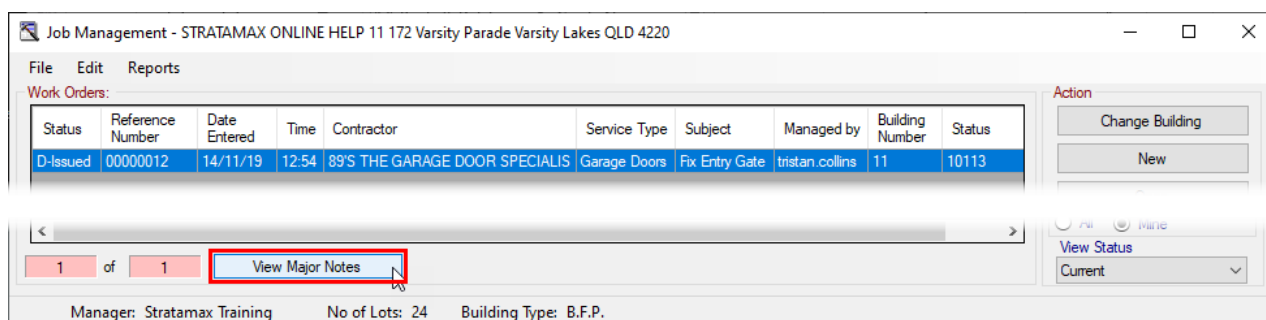 Job Management - STRATAMAX ONLINE HELP 11 172 Varsity Parade Varsity Lakes QLD 4220
File Edit Reports
Work Orders:
Action
Status Reference Number Date Entered Time Contractor Service Type Subject Managed by Building Number Status
D-Issued 00000012 14/11/19 12:54 89'S THE GARAGE DOOR SPECIALIS Garage Doors Fix Entry Gate tristan.collins 11 10113
Change Building
New
All Mine
View Status
Current
1 of 1 View Major Notes
Manager: Stratamax Training No of Lots: 24 Building Type: B.F.P.